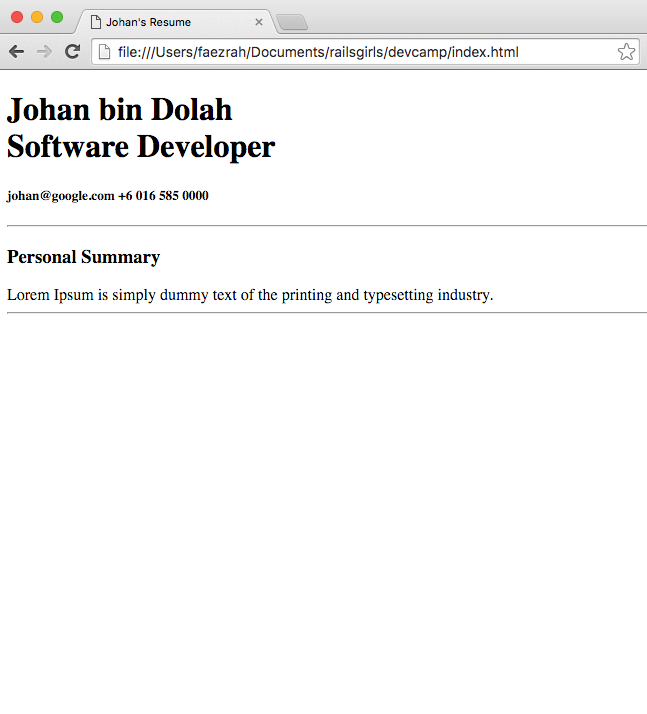 Johan's Resume
file:///Users/faezrah/Documents/railsgirls/devcamp/index.html
Johan bin Dolah
Software Developer
johan@google.com +6 016 585 0000
Personal Summary
Lorem Ipsum is simply dummy text of the printing and typesetting industry.